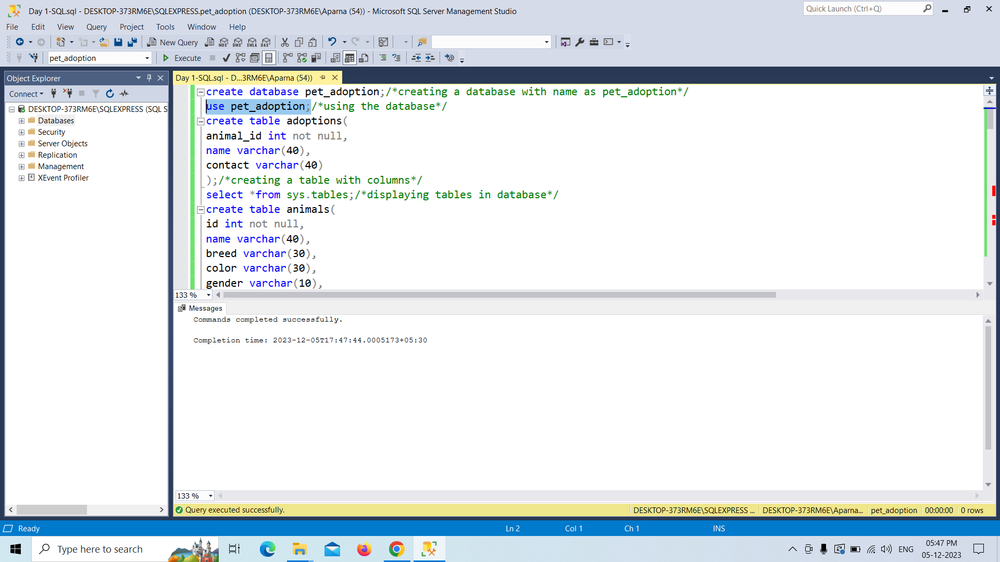 Day 1-SQL.sql - DESKTOP-373RM6E\SQLEXPRESS.pet_adoption (DESKTOP-373RM6E\Aparna (54)) - Microsoft SQL Server Management Studio
Quick Launch (Ctrl+Q)
File Edit View Query Project Tools Window Help
New Query MDX DMX XMLA DAX
pet_adoption Execute
Object Explorer
Connect
DESKTOP-373RM6E\SQLEXPRESS (SQL S
Databases
Security
Server Objects
Replication
Management
XEvent Profiler
Day 1-SQL.sql - D...3RM6E\Aparna (54))
create database pet_adoption;/*creating a database with name as pet_adoption*/
use pet_adoption;/*using the database*/
create table adoptions(
animal_id int not null,
name varchar(40),
contact varchar(40)
);/*creating a table with columns*/
select *from sys.tables;/*displaying tables in database*/
create table animals(
id int not null,
name varchar(40),
breed varchar(30),
color varchar(30),
gender varchar(10),
133 %
Messages
Commands completed successfully.
Completion time: 2023-12-05T17:47:44.0005173+05:30
133 %
Query executed successfully. DESKTOP-373RM6E\SQLEXPRESS ... DESKTOP-373RM6E\Aparna... pet_adoption 00:00:00 0 rows
Ready Ln 2 Col 1 Ch 1 INS
Type here to search
ENG
05:47 PM
05-12-2023